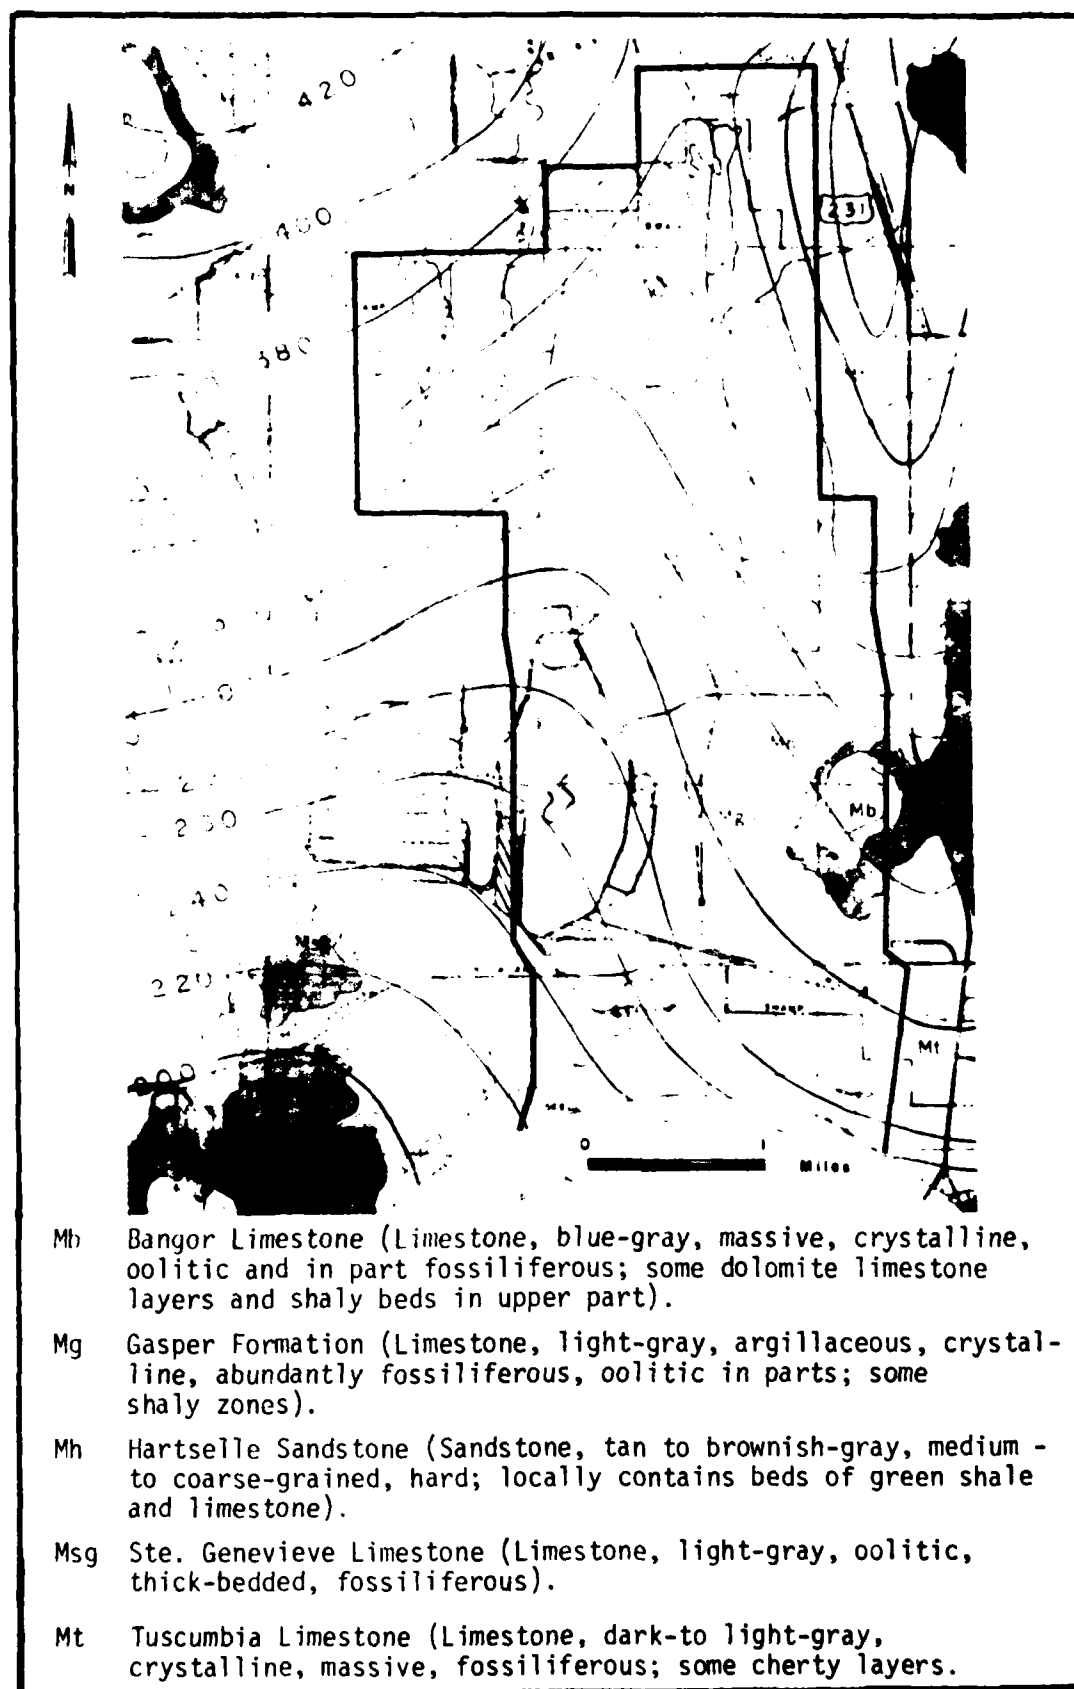 420
N
400
231
380
230
40
220
Mb
Mt
0 1
Miles
Mb Bangor Limestone (Limestone, blue-gray, massive, crystalline,
oolitic and in part fossiliferous; some dolomite limestone
layers and shaly beds in upper part).
Mg Gasper Formation (Limestone, light-gray, argillaceous, crystal-
line, abundantly fossiliferous, oolitic in parts; some
shaly zones).
Mh Hartselle Sandstone (Sandstone, tan to brownish-gray, medium -
to coarse-grained, hard; locally contains beds of green shale
and limestone).
Msg Ste. Genevieve Limestone (Limestone, light-gray, oolitic,
thick-bedded, fossiliferous).
Mt Tuscumbia Limestone (Limestone, dark-to light-gray,
crystalline, massive, fossiliferous; some cherty layers.